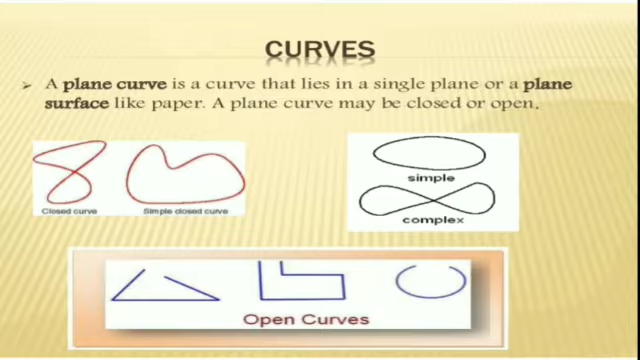 CURVES
A plane curve is a curve that lies in a single plane or a plane
surface like paper. A plane curve may be closed or open.
Closed curve
Simple closed curve
simple
complex
Open Curves